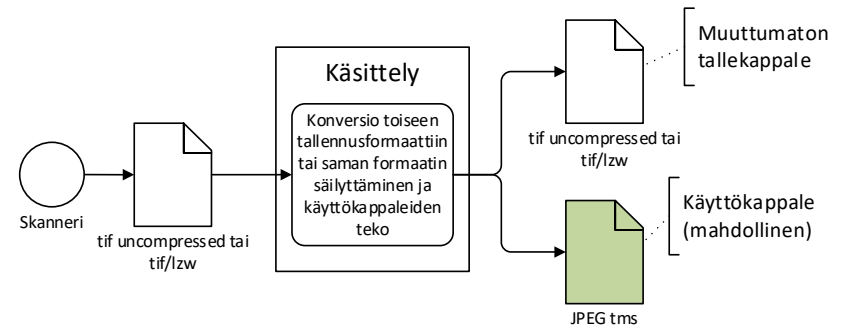 Skanneri
tif uncompressed tai
tif/lzw
Käsittely
Konversio toiseen
tallennusformaattiin
tai saman formaatin
säilyttäminen ja
käyttökappaleiden
teko
tif uncompressed tai
tif/lzw
Muuttumaton
tallekappale
JPEG tms
Käyttökappale
(mahdollinen)